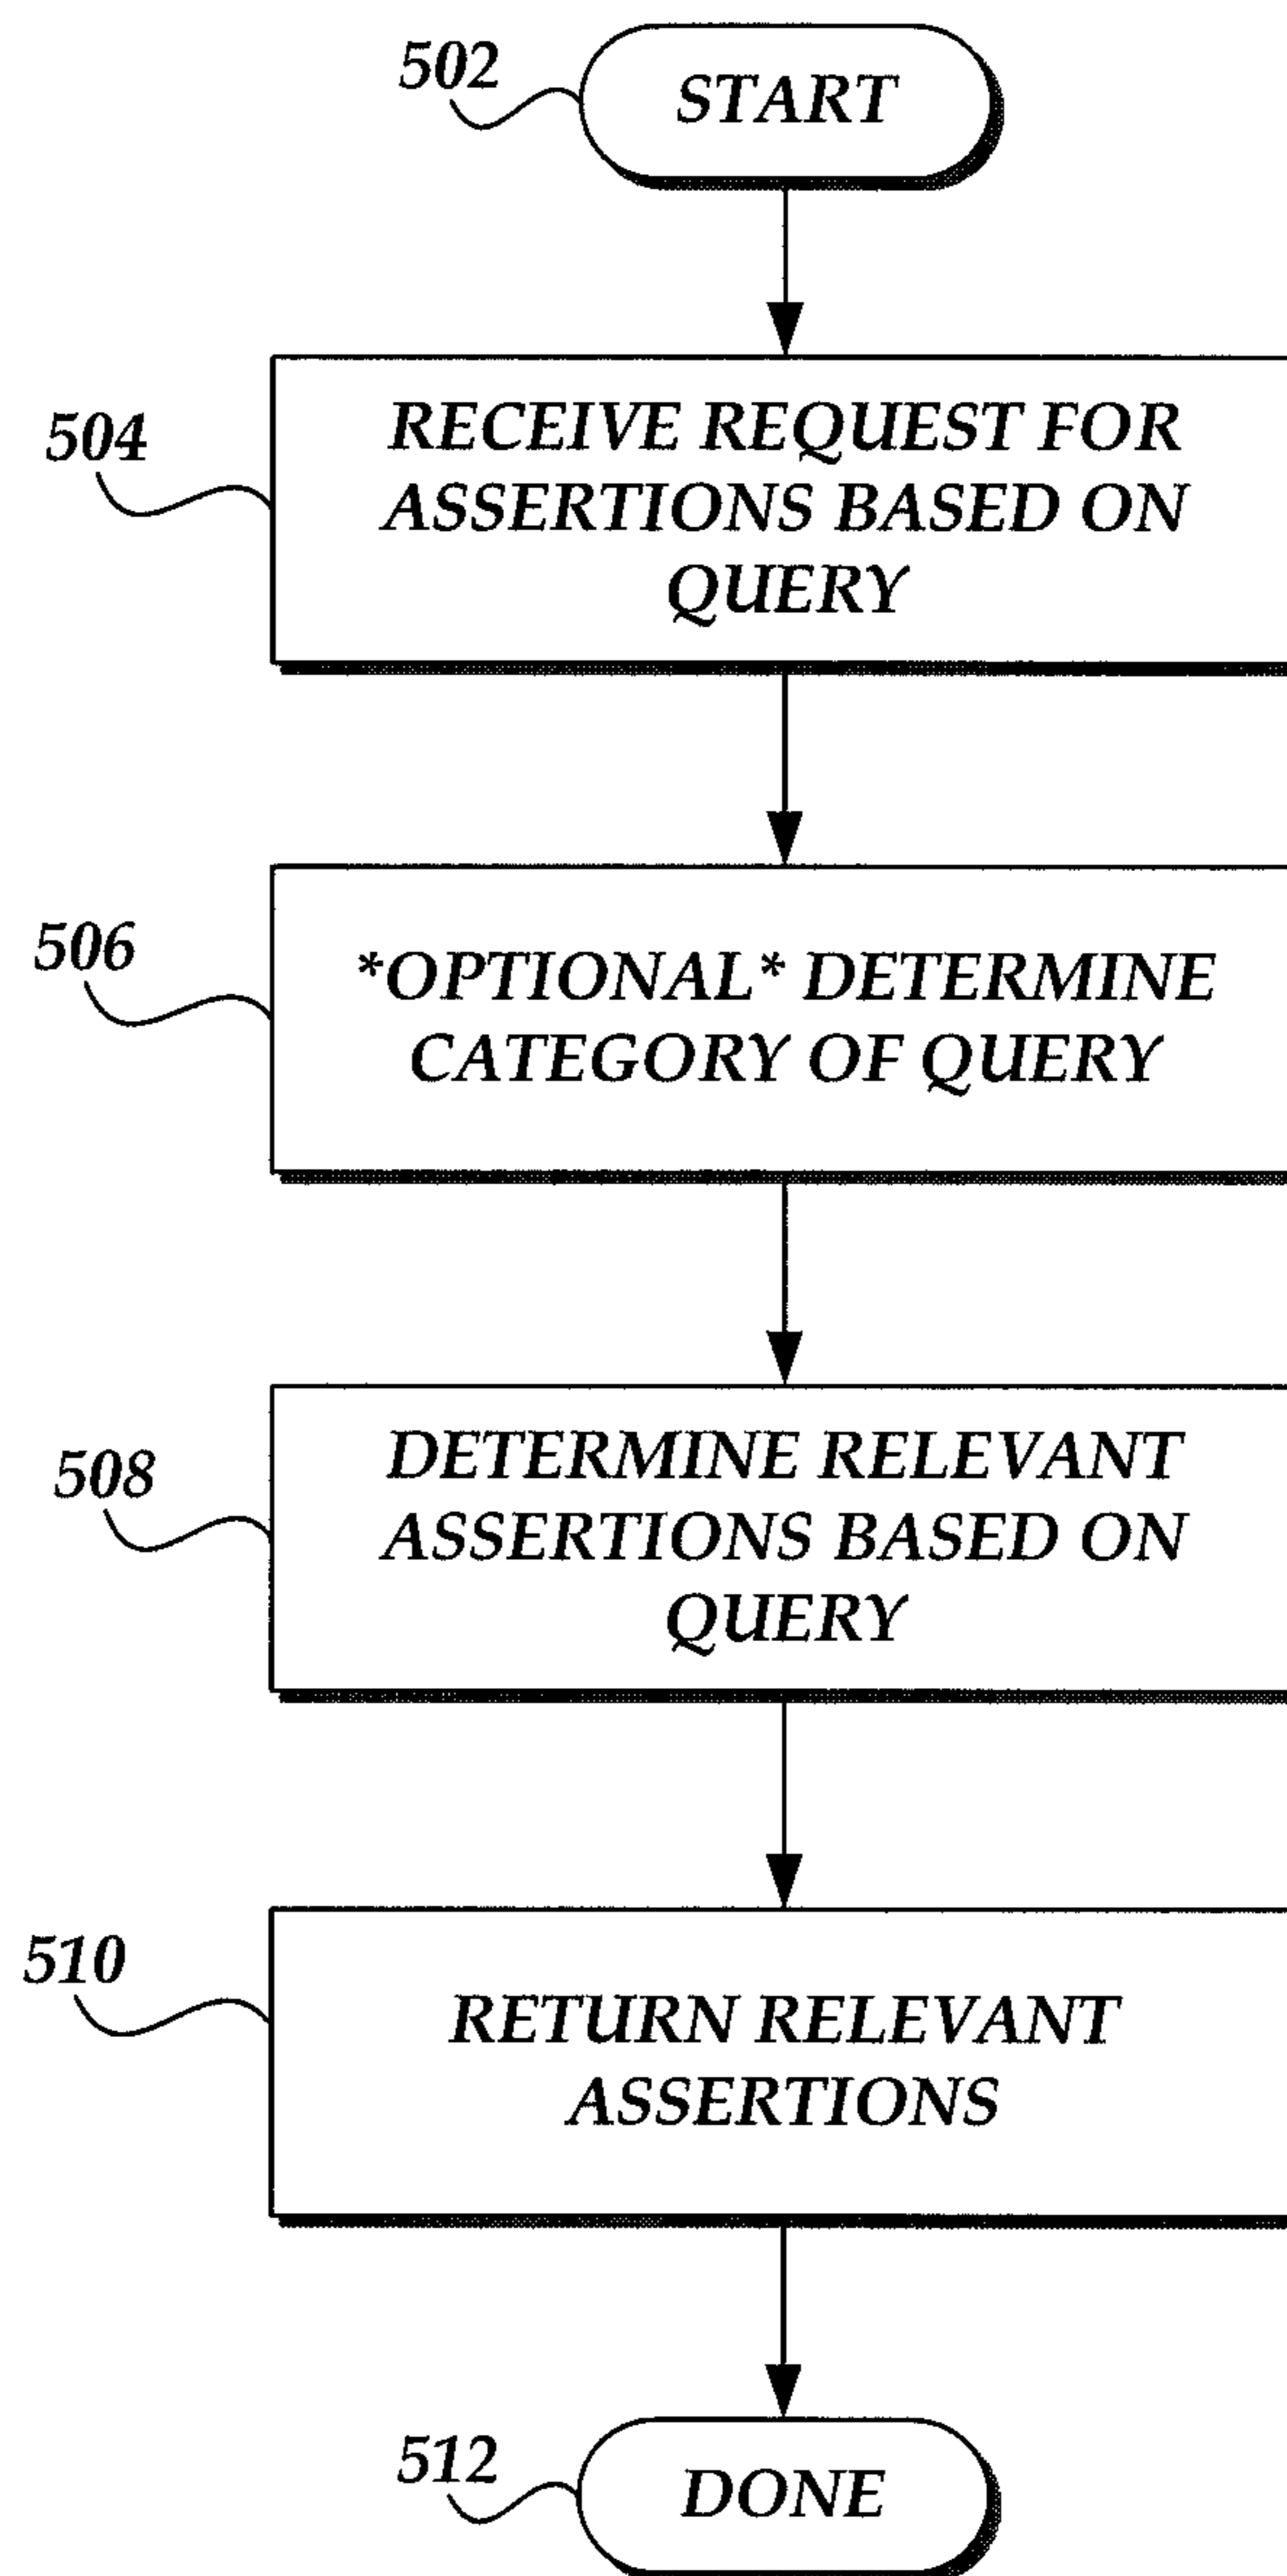 502
START
504
RECEIVE REQUEST FOR
ASSERTIONS BASED ON
QUERY
506
*OPTIONAL* DETERMINE
CATEGORY OF QUERY
508
DETERMINE RELEVANT
ASSERTIONS BASED ON
QUERY
510
RETURN RELEVANT
ASSERTIONS
512
DONE